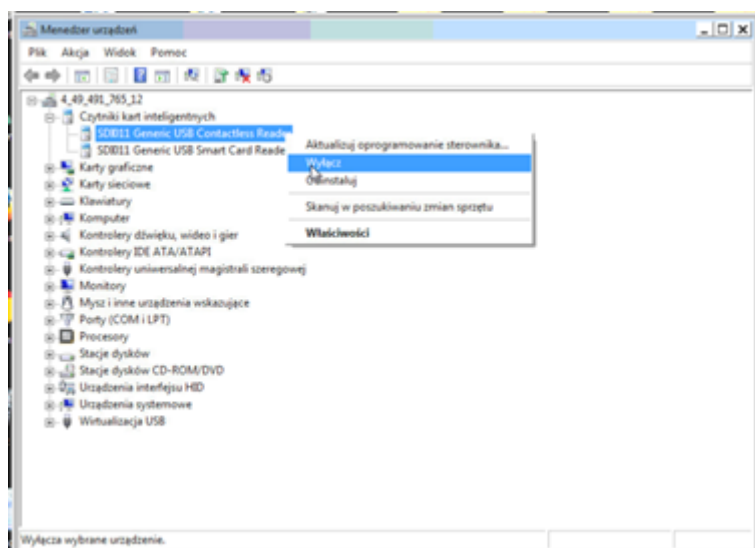 Menedżer urządzeń
Plik Akcja Widok Pomoc
4_49_491_765_12
Czytniki kart inteligentnych
SDI011 Generic USB Contactless Reade
SDI011 Generic USB Smart Card Reade
Karty graficzne
Karty sieciowe
Klawiatury
Komputer
Kontrolery dźwięku, wideo i gier
Kontrolery IDE ATA/ATAPI
Kontrolery uniwersalnej magistrali szeregowej
Monitory
Mysz i inne urządzenia wskazujące
Porty (COM i LPT)
Procesory
Stacje dysków
Stacje dysków CD-ROM/DVD
Urządzenia interfejsu HID
Urządzenia systemowe
Wirtualizacja USB
Aktualizuj oprogramowanie sterownika...
Wyłącz
Odinstaluj
Skanuj w poszukiwaniu zmian sprzętu
Właściwości
Wyłącza wybrane urządzenie.